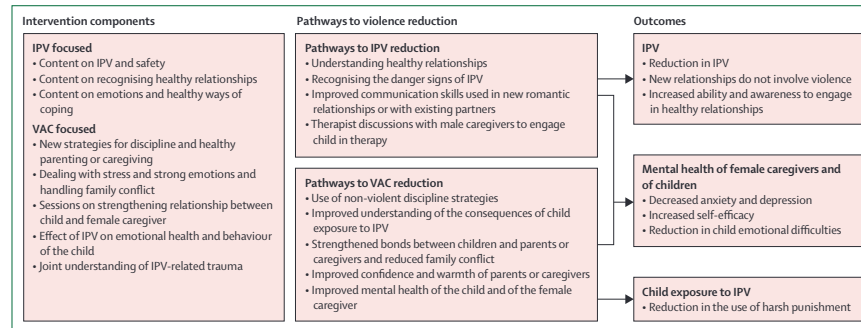 Intervention components
IPV focused
• Content on IPV and safety
• Content on recognising healthy relationships
• Content on emotions and healthy ways of
coping
VAC focused
• New strategies for discipline and healthy
parenting or caregiving
• Dealing with stress and strong emotions and
handling family conflict
• Sessions on strengthening relationship between
child and female caregiver
• Effect of IPV on emotional health and behaviour
of the child
• Joint understanding of IPV-related trauma
Pathways to violence reduction
Pathways to IPV reduction
• Understanding healthy relationships
• Recognising the danger signs of IPV
• Improved communication skills used in new romantic
relationships or with existing partners
• Therapist discussions with male caregivers to engage
child in therapy
Pathways to VAC reduction
• Use of non-violent discipline strategies
• Improved understanding of the consequences of child
exposure to IPV
• Strengthened bonds between children and parents or
caregivers and reduced family conflict
• Improved confidence and warmth of parents or caregivers
• Improved mental health of the child and of the female
caregiver
Outcomes
IPV
• Reduction in IPV
• New relationships do not involve violence
• Increased ability and awareness to engage
in healthy relationships
Mental health of female caregivers and
of children
• Decreased anxiety and depression
• Increased self-efficacy
• Reduction in child emotional difficulties
Child exposure to IPV
• Reduction in the use of harsh punishment